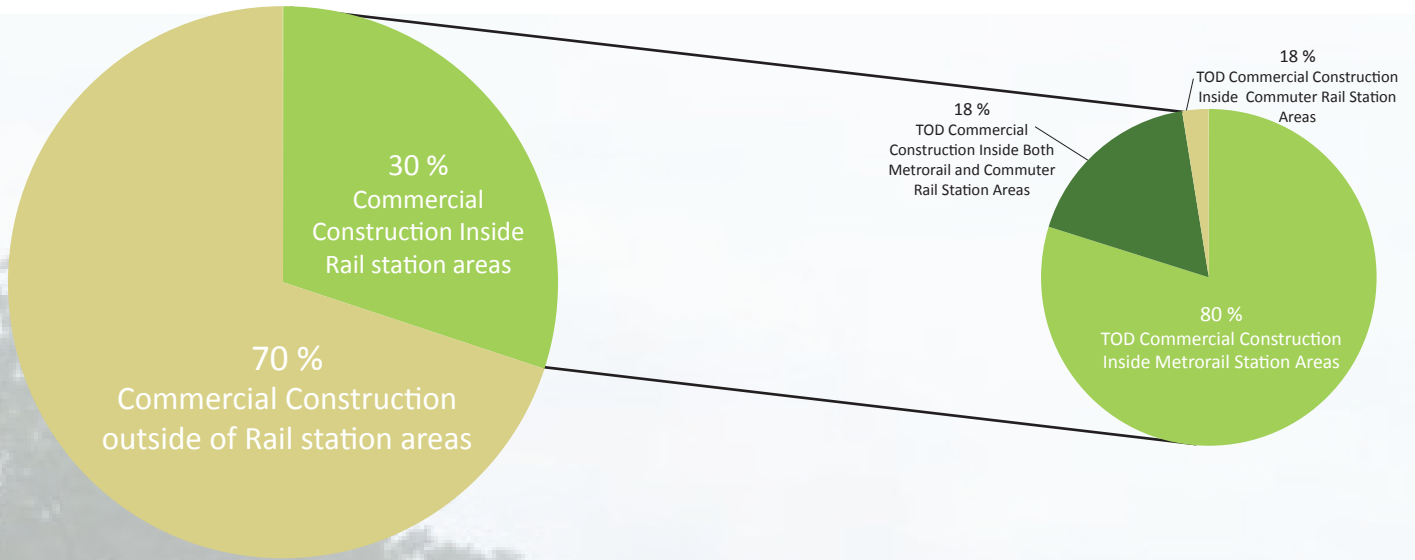 30 %
Commercial
Construction Inside
Rail station areas
70 %
Commercial Construction
outside of Rail station areas
18 %
TOD Commercial
Construction Inside Both
Metrorail and Commuter
Rail Station Areas
18 %
TOD Commercial Construction
Inside Commuter Rail Station
Areas
80 %
TOD Commercial Construction
Inside Metrorail Station Areas